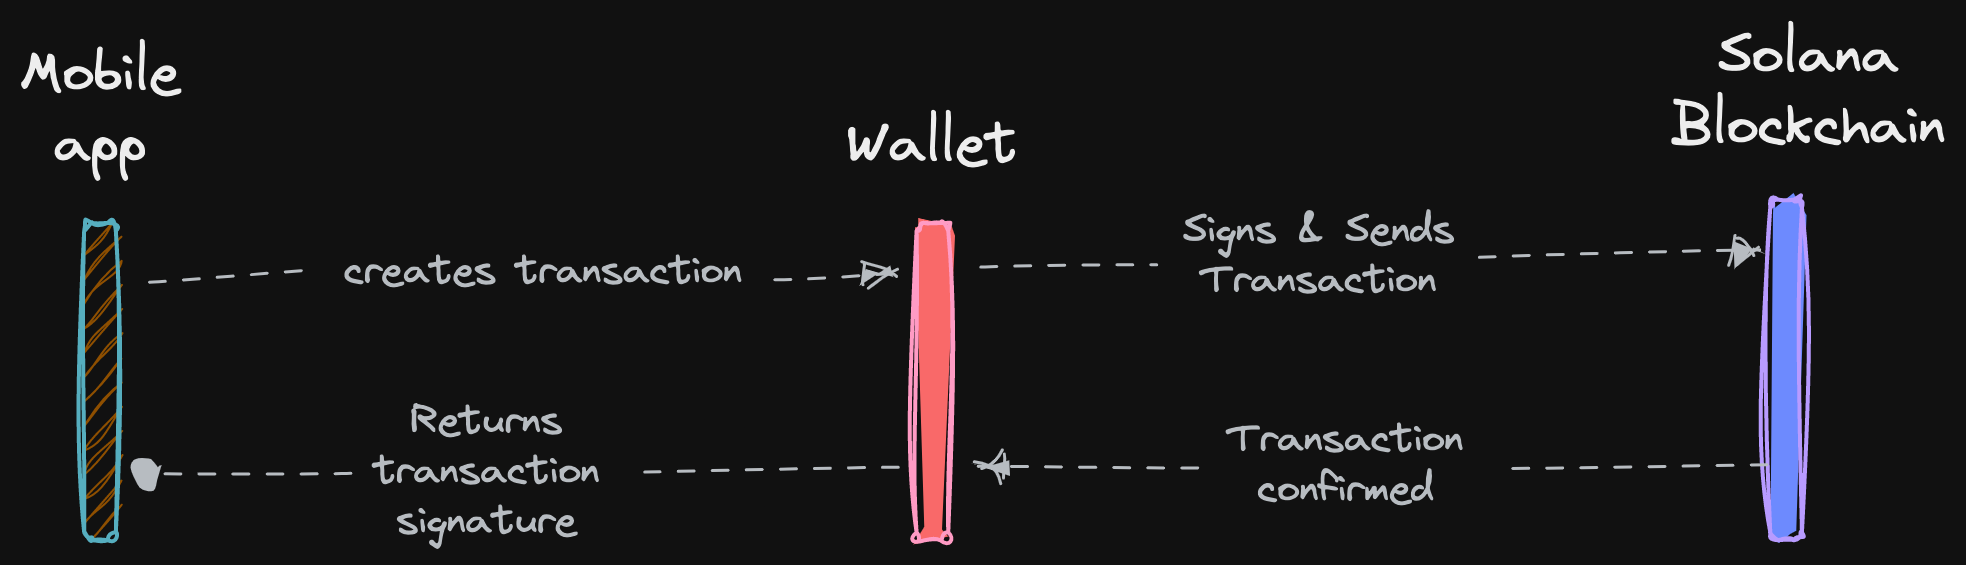 Mobile
app
Wallet
Solana
Blockchain
creates transaction
Signs & Sends
Transaction
Returns
transaction
signature
Transaction
confirmed